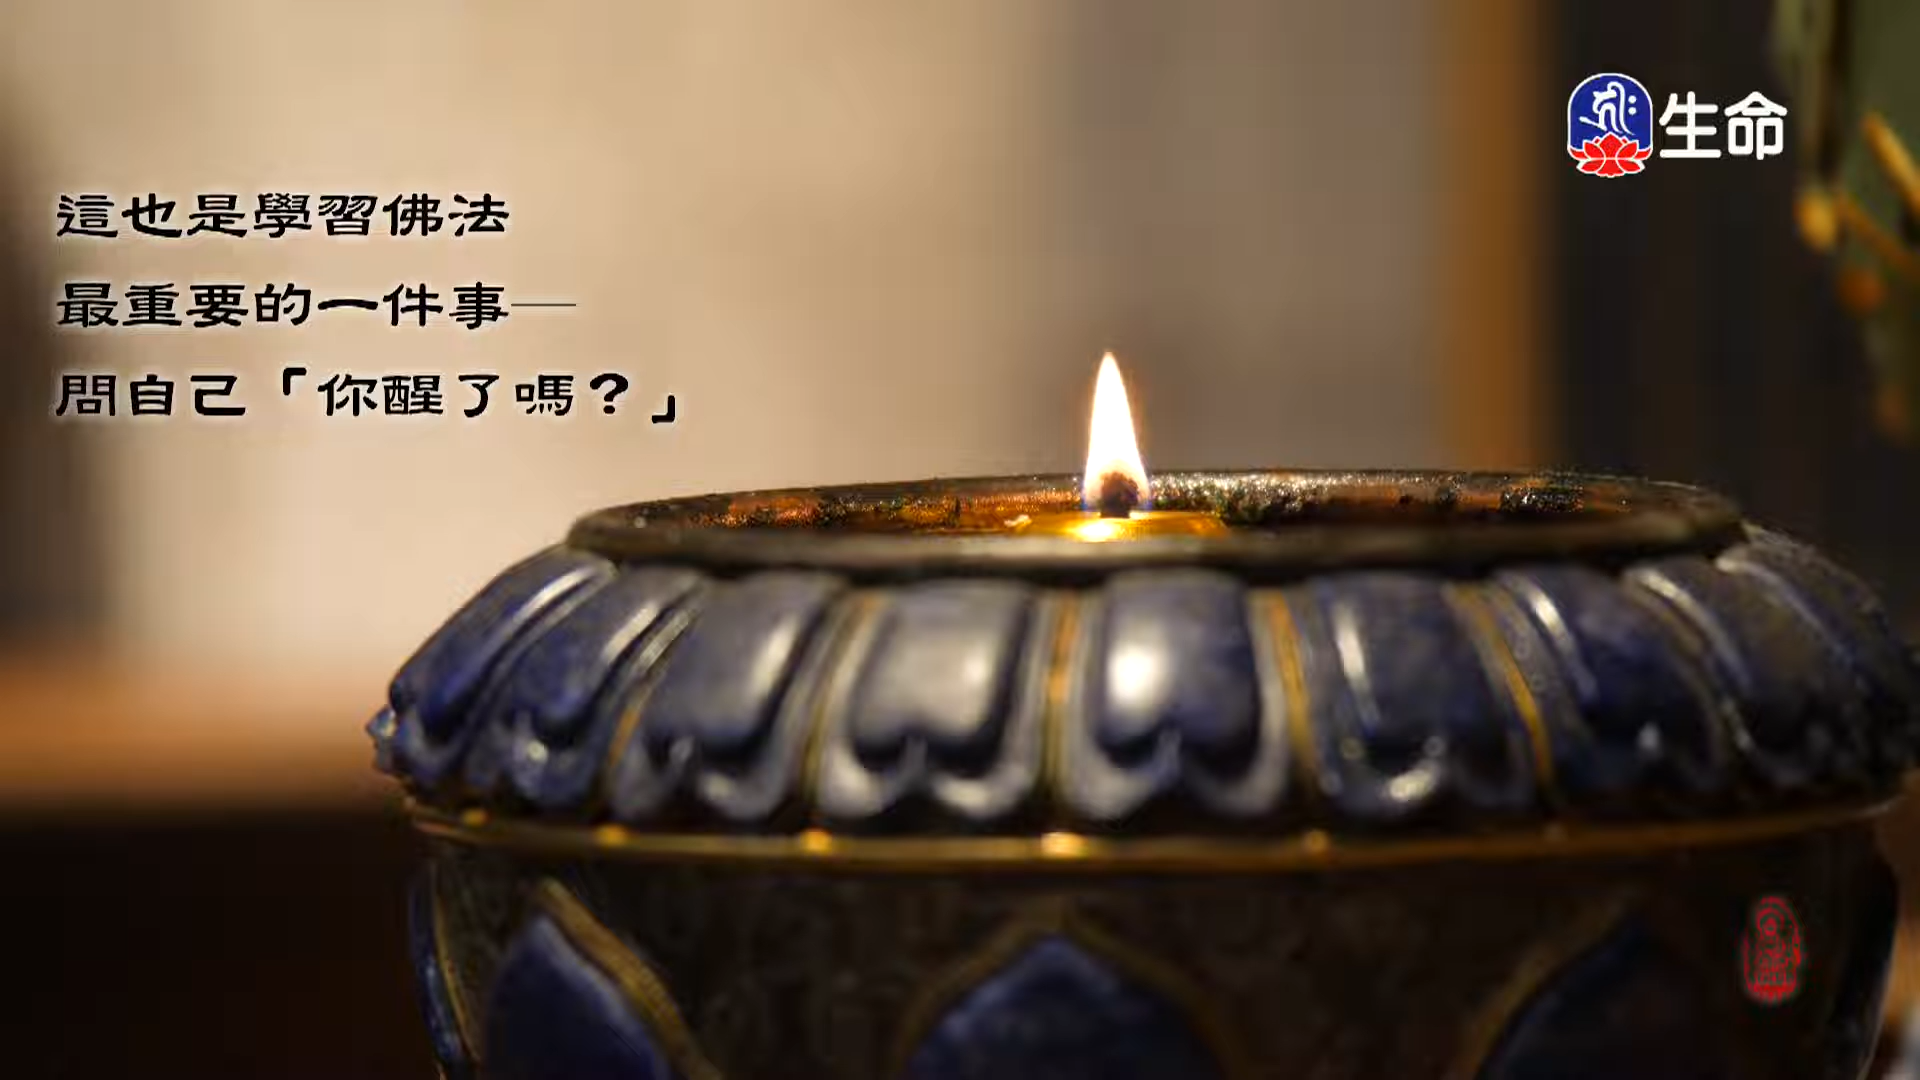 生命
這也是學習佛法
最重要的一件事─
問自己「你醒了嗎？」